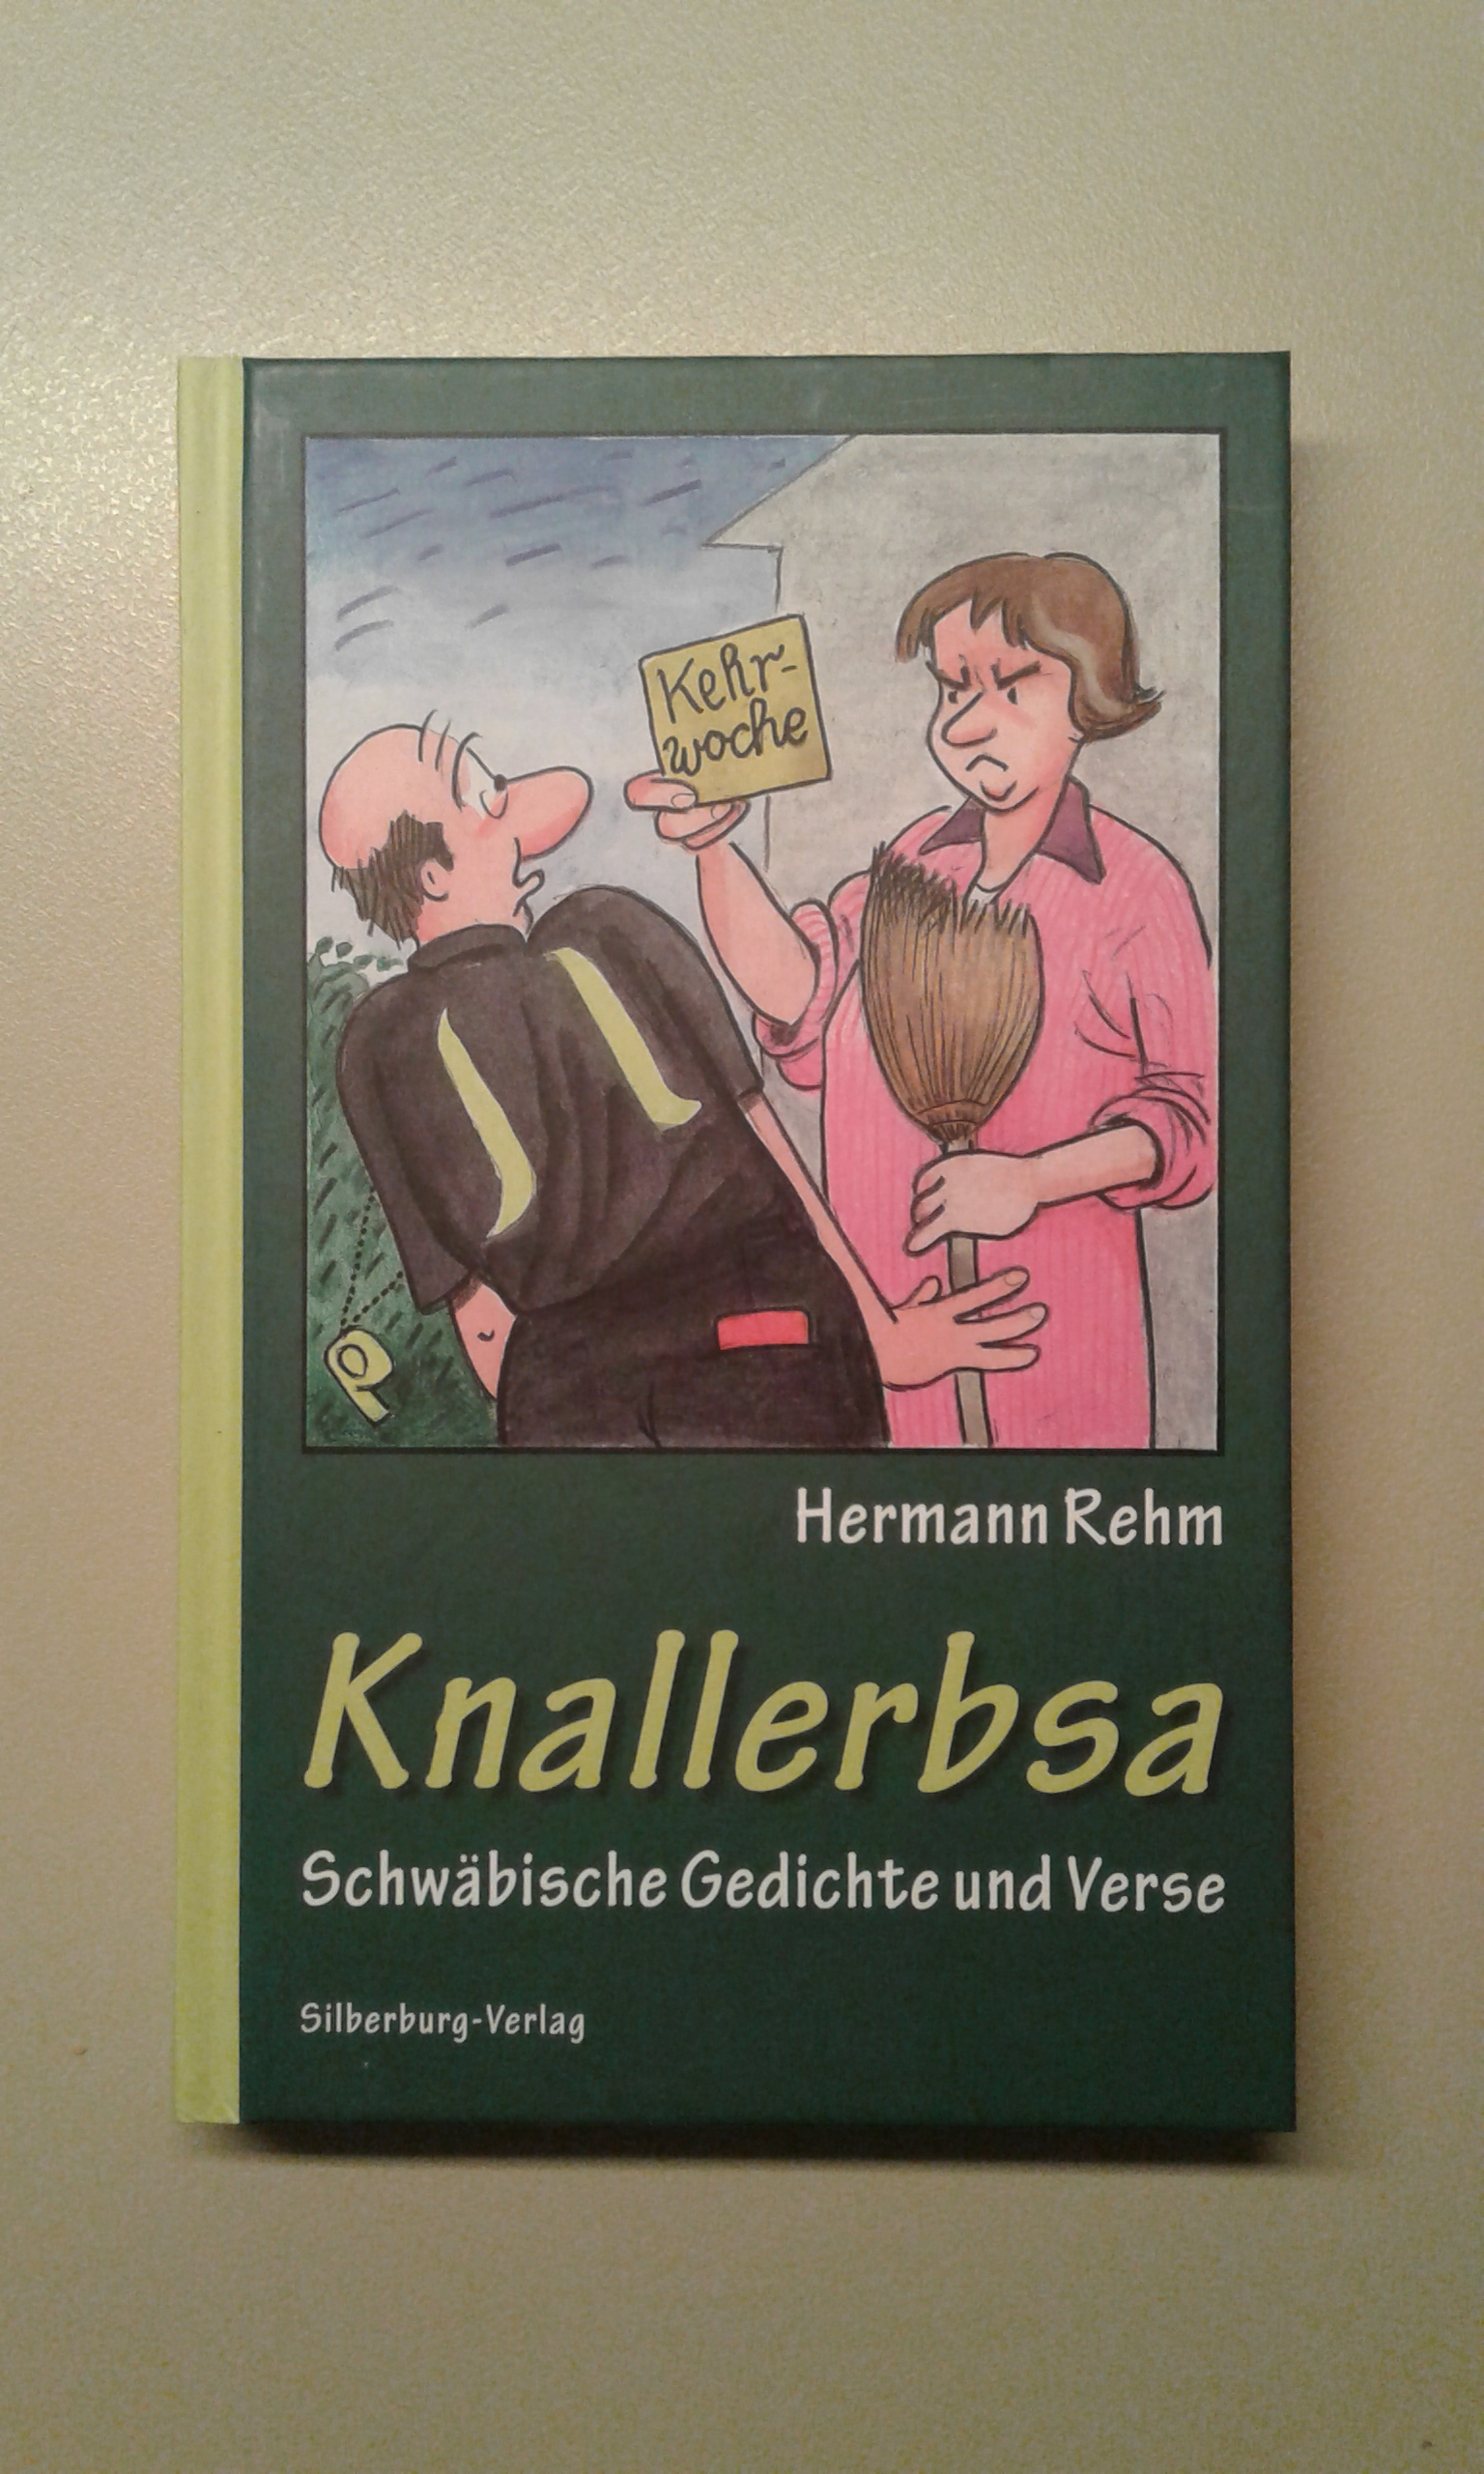 Kehr-
woche
Hermann Rehm
Knallerbsa
Schwäbische Gedichte und Verse
Silberburg-Verlag